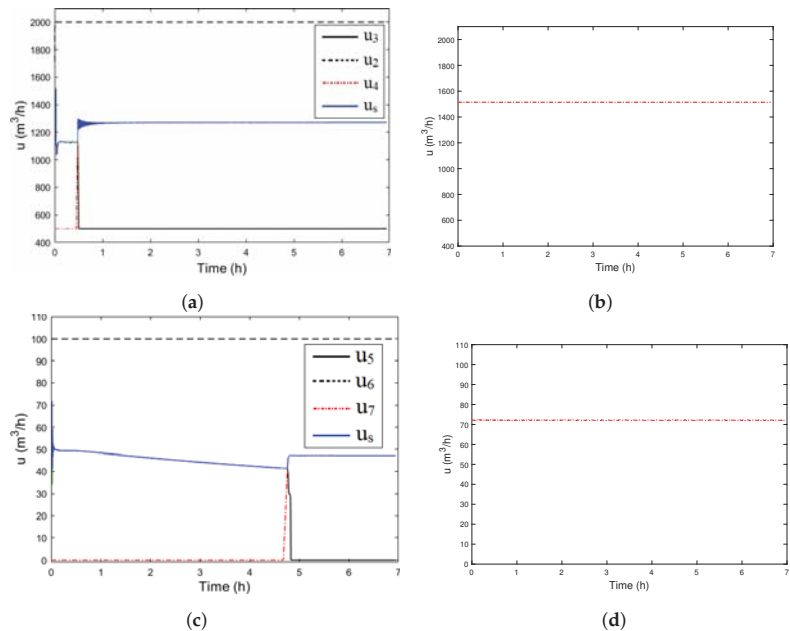 2000
1800
1600
1400
1200
1000
800
600
400
u (m³/h)
0 1 2 3 4 5 6 7
Time (h)
u₃
u₂
u₄
uₛ
(a)
2000
1800
1600
1400
1200
1000
800
600
400
u (m³/h)
0 1 2 3 4 5 6 7
Time (h)
(b)
110
100
90
80
70
60
50
40
30
20
10
0
u (m³/h)
0 1 2 3 4 5 6 7
Time (h)
u₅
u₆
u₇
uₛ
(c)
110
100
90
80
70
60
50
40
30
20
10
0
u (m³/h)
0 1 2 3 4 5 6 7
Time (h)
(d)